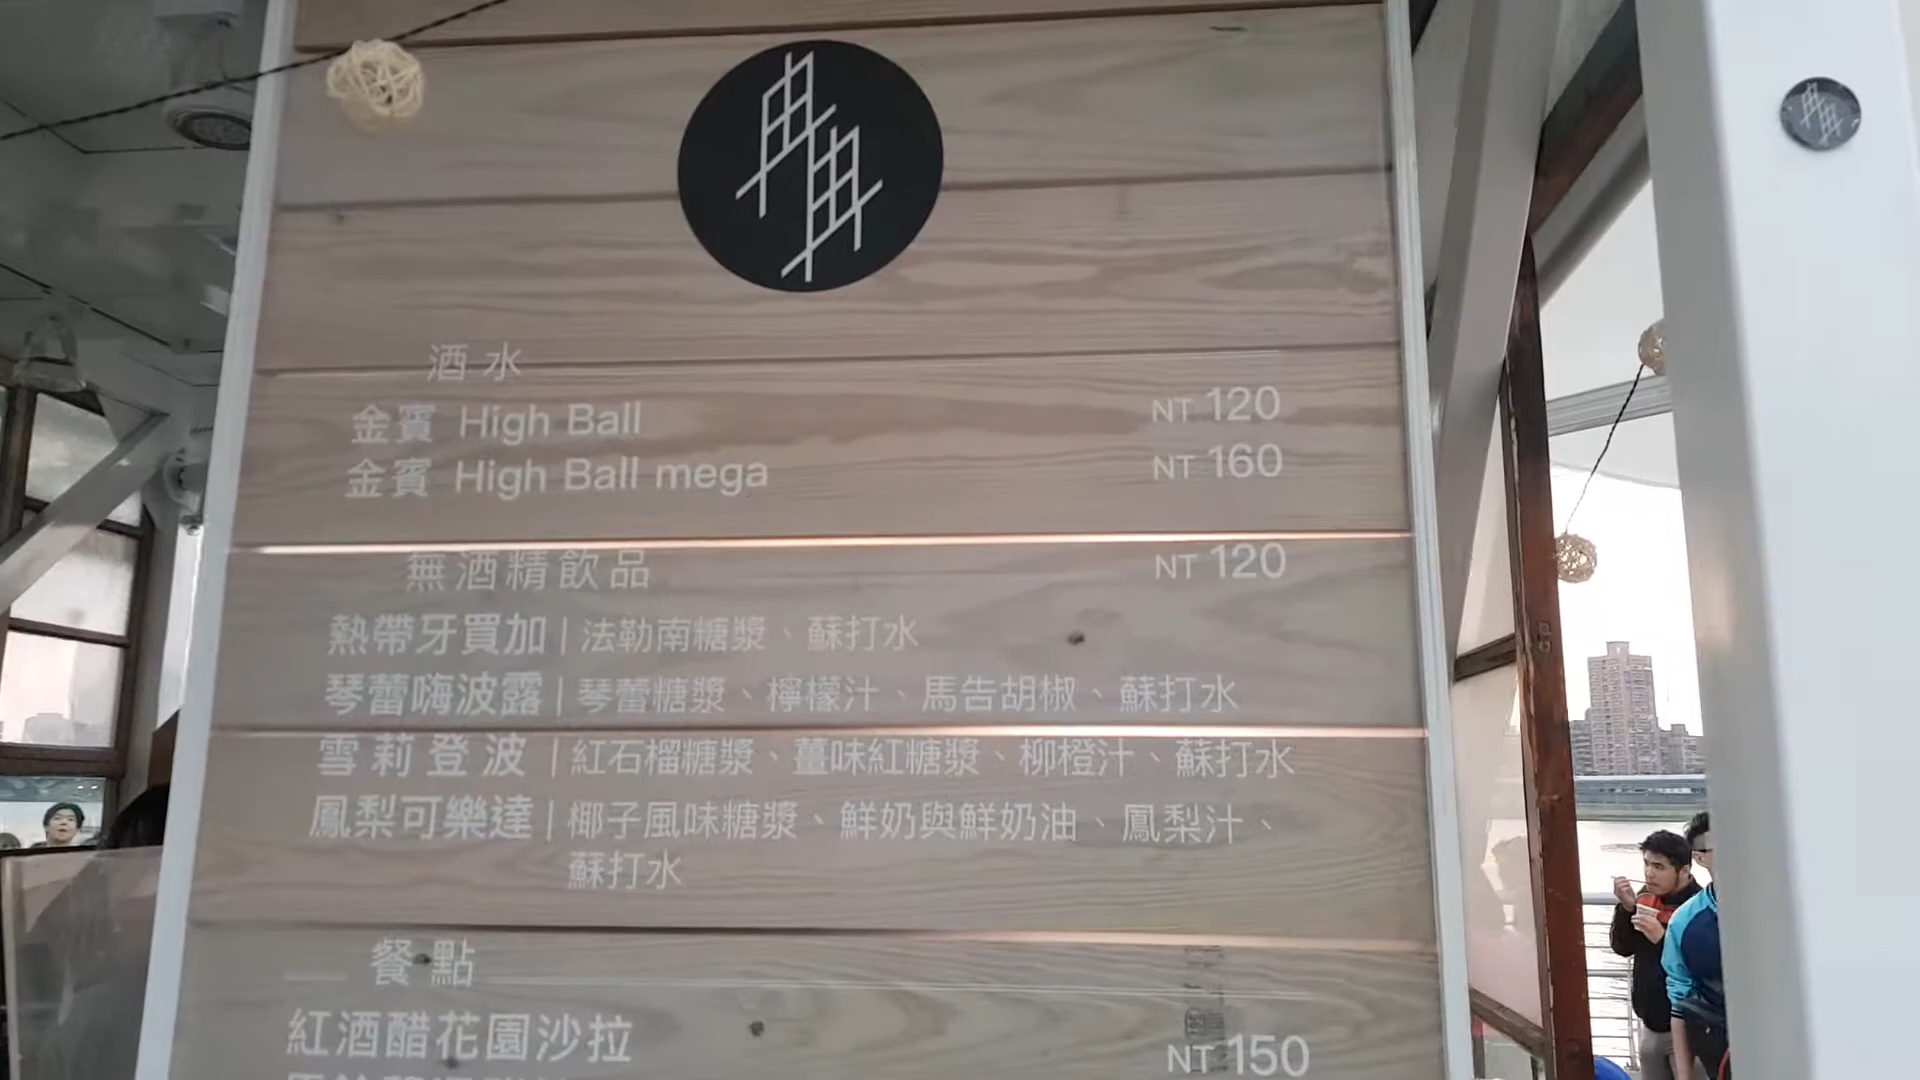 酒水
金賓 High Ball NT 120
金賓 High Ball mega NT 160
無酒精飲品 NT 120
熱帶牙買加 | 法勒南糖漿、蘇打水
琴蕾嗨波露 | 琴蕾糖漿、檸檬汁、馬告胡椒、蘇打水
雪莉登波 | 紅石榴糖漿、薑味紅糖漿、柳橙汁、蘇打水
鳳梨可樂達 | 椰子風味糖漿、鮮奶與鮮奶油、鳳梨汁、
蘇打水
餐點
紅酒醋花園沙拉 NT 150